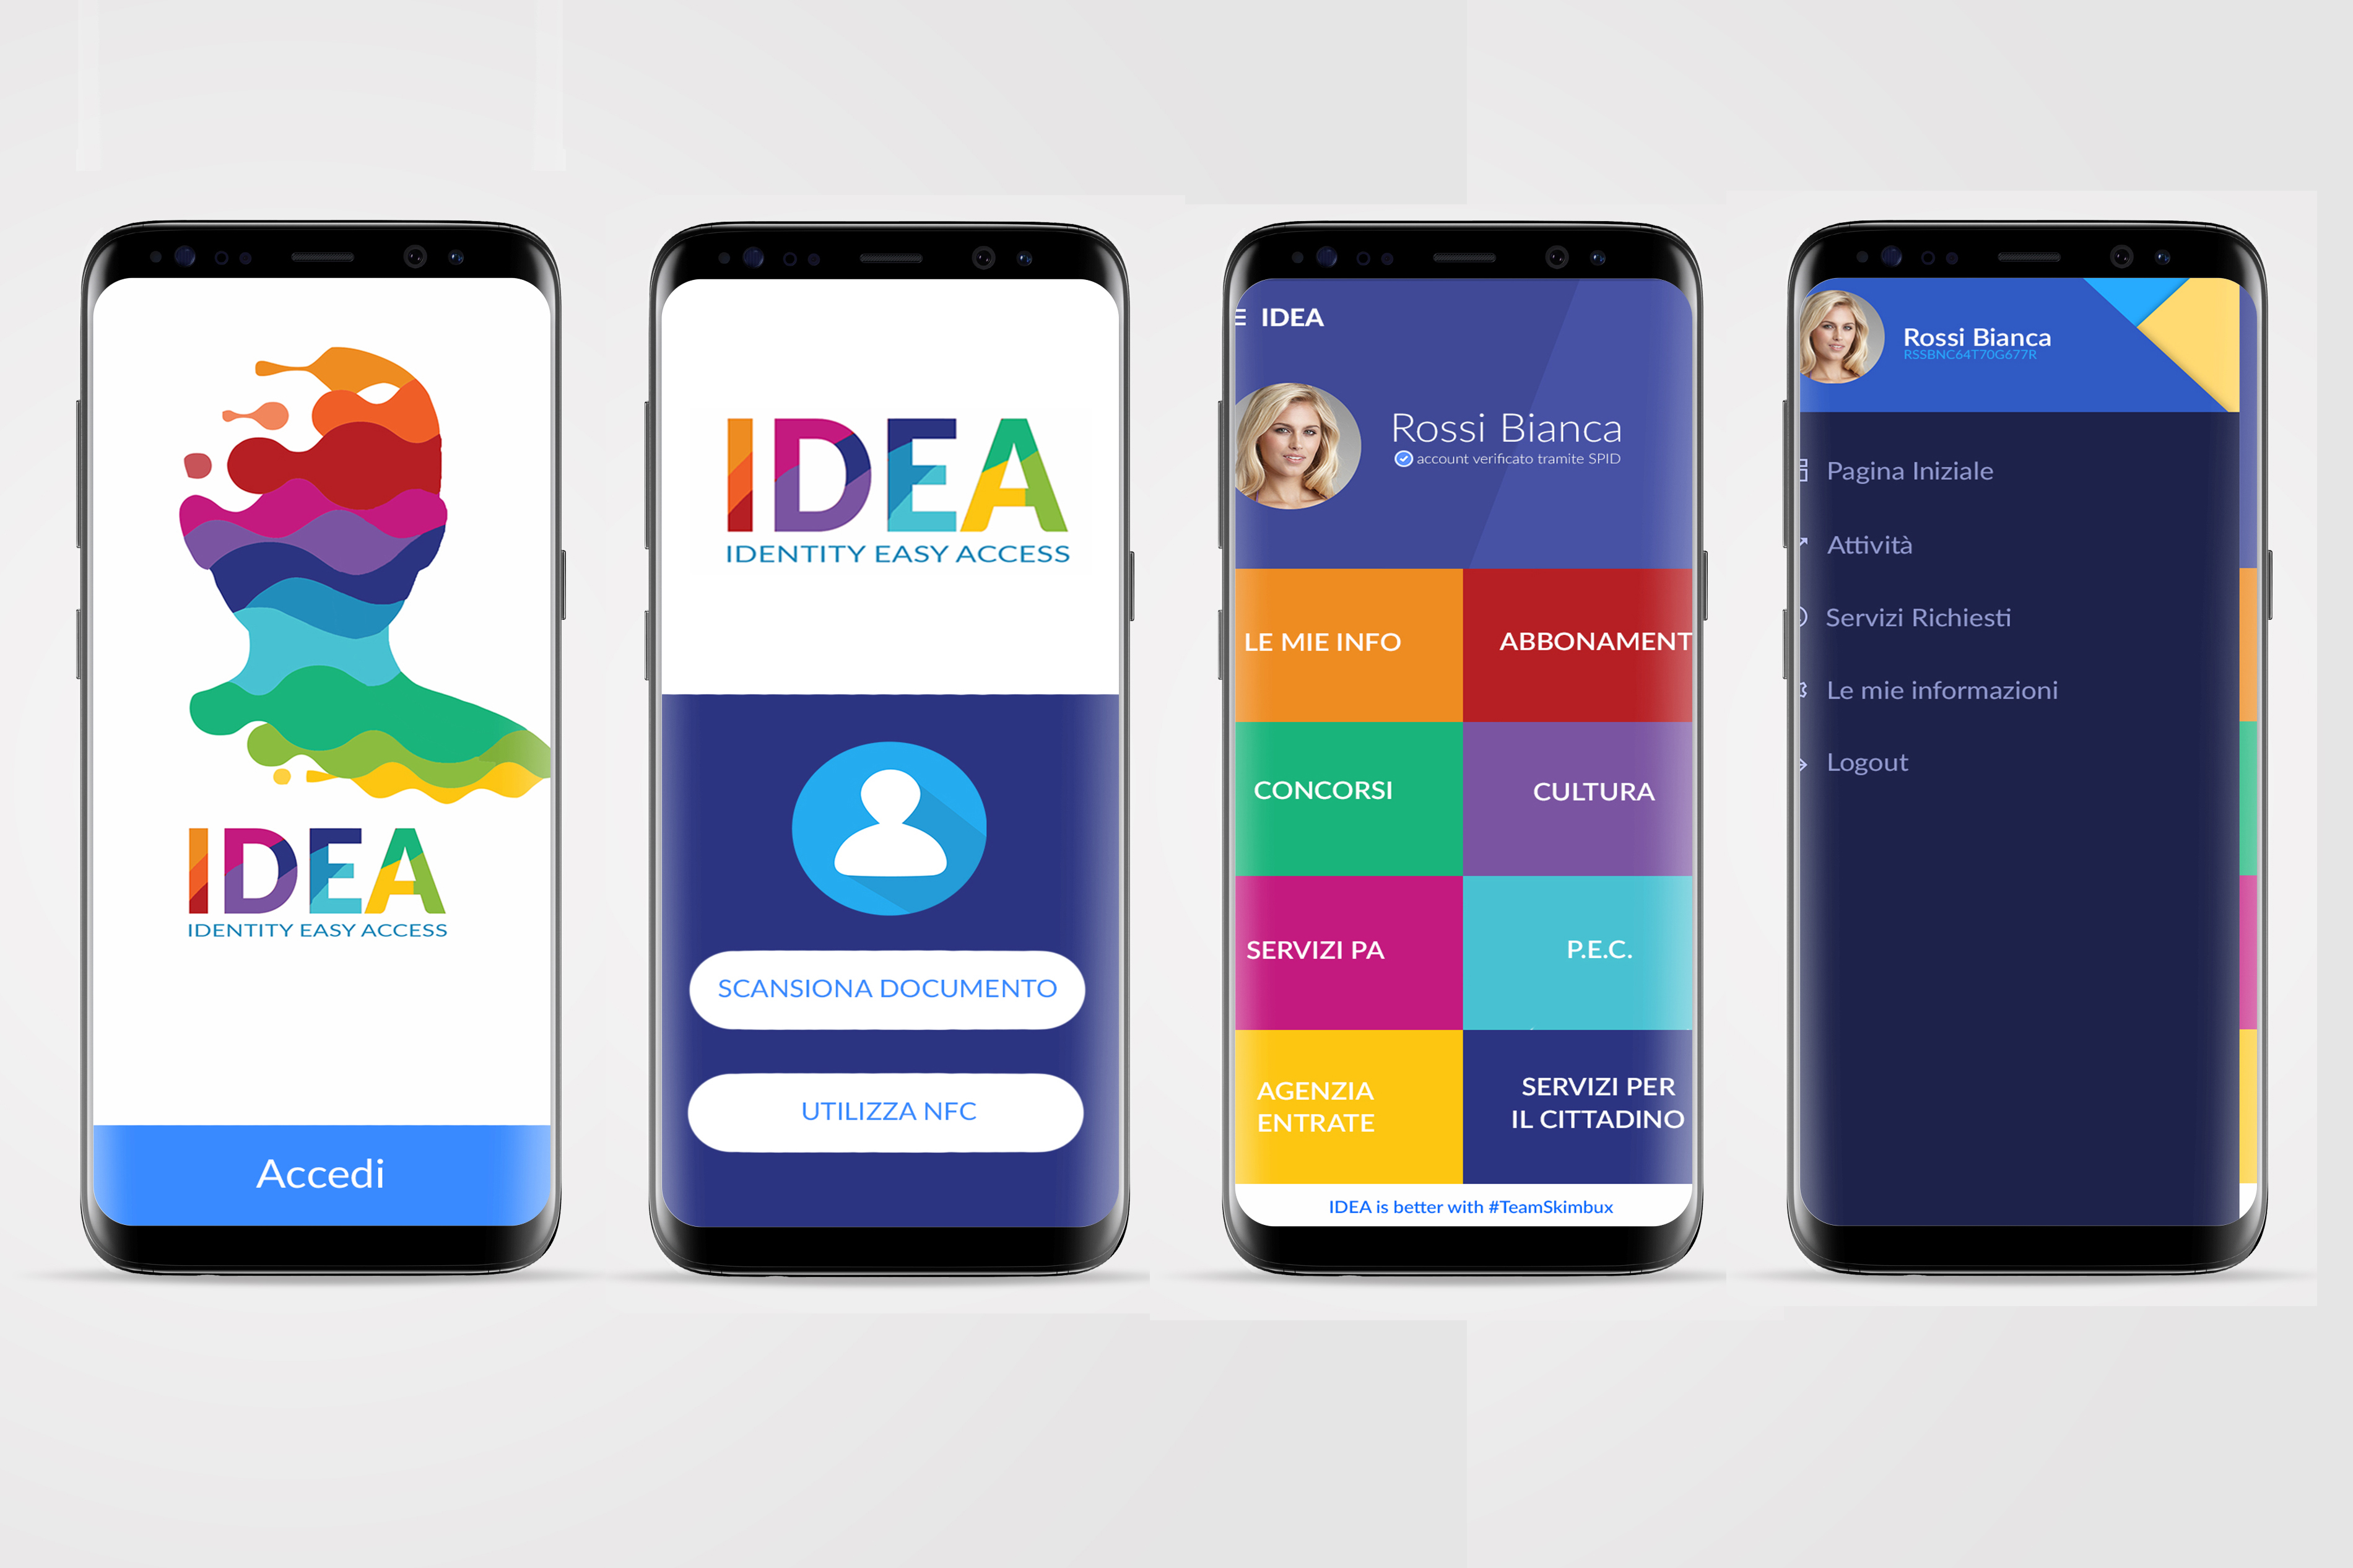 IDEA
IDENTITY EASY ACCESS
Accedi
IDEA
IDENTITY EASY ACCESS
SCANSIONA DOCUMENTO
UTILIZZA NFC
IDEA
Rossi Bianca
account verificato tramite SPID
LE MIE INFO
ABBONAMENT
CONCORSI
CULTURA
SERVIZI PA
P.E.C.
AGENZIA
ENTRATE
SERVIZI PER
IL CITTADINO
IDEA is better with #TeamSkimbux
Rossi Bianca
RSSBNC64T70G677R
Pagina Iniziale
Attività
Servizi Richiesti
Le mie informazioni
Logout